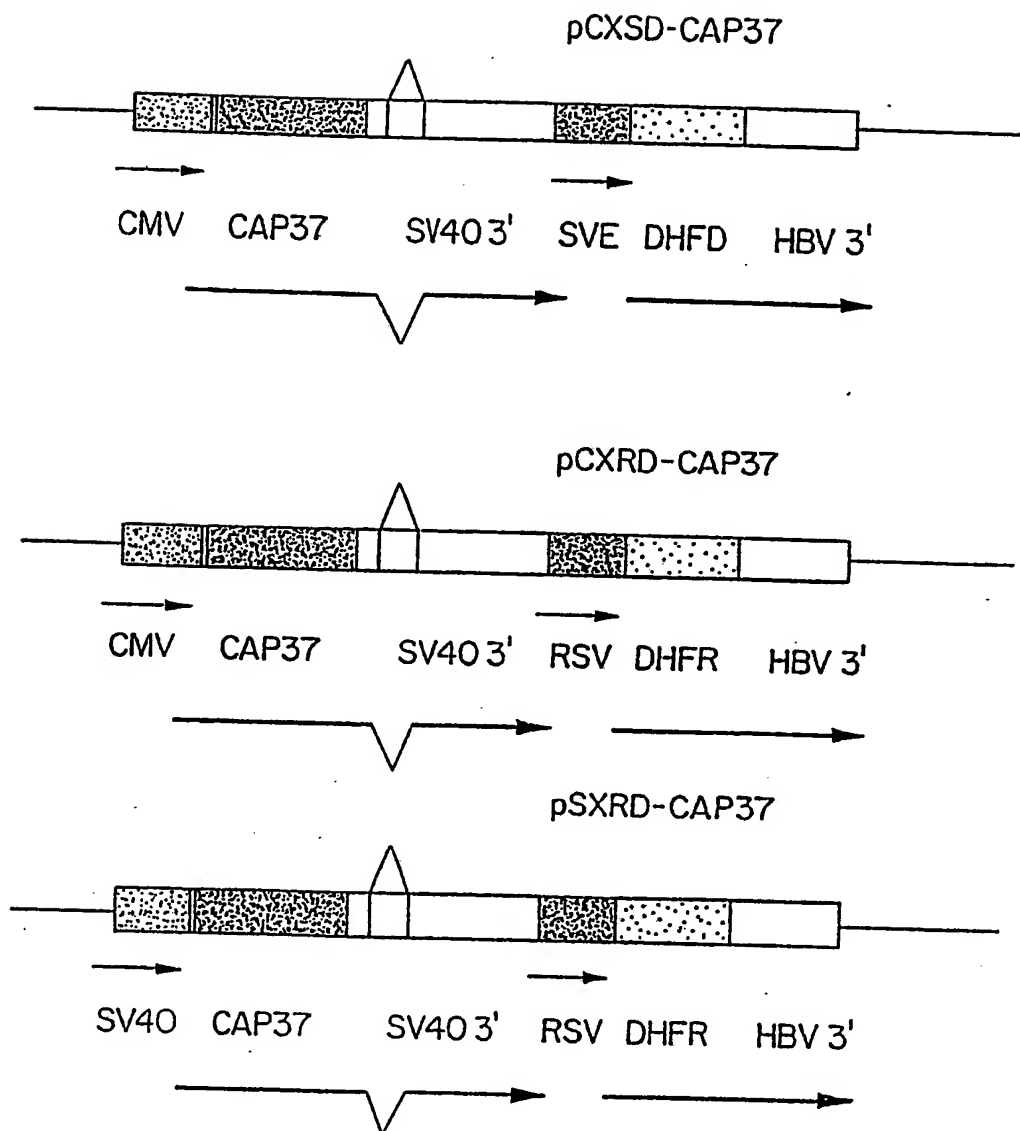 pCXSD-CAP37
CMV CAP37 SV40 3' SVE DHFD HBV 3'
pCXRD-CAP37
CMV CAP37 SV40 3' RSV DHFR HBV 3'
pSXRD-CAP37
SV40 CAP37 SV40 3' RSV DHFR HBV 3'